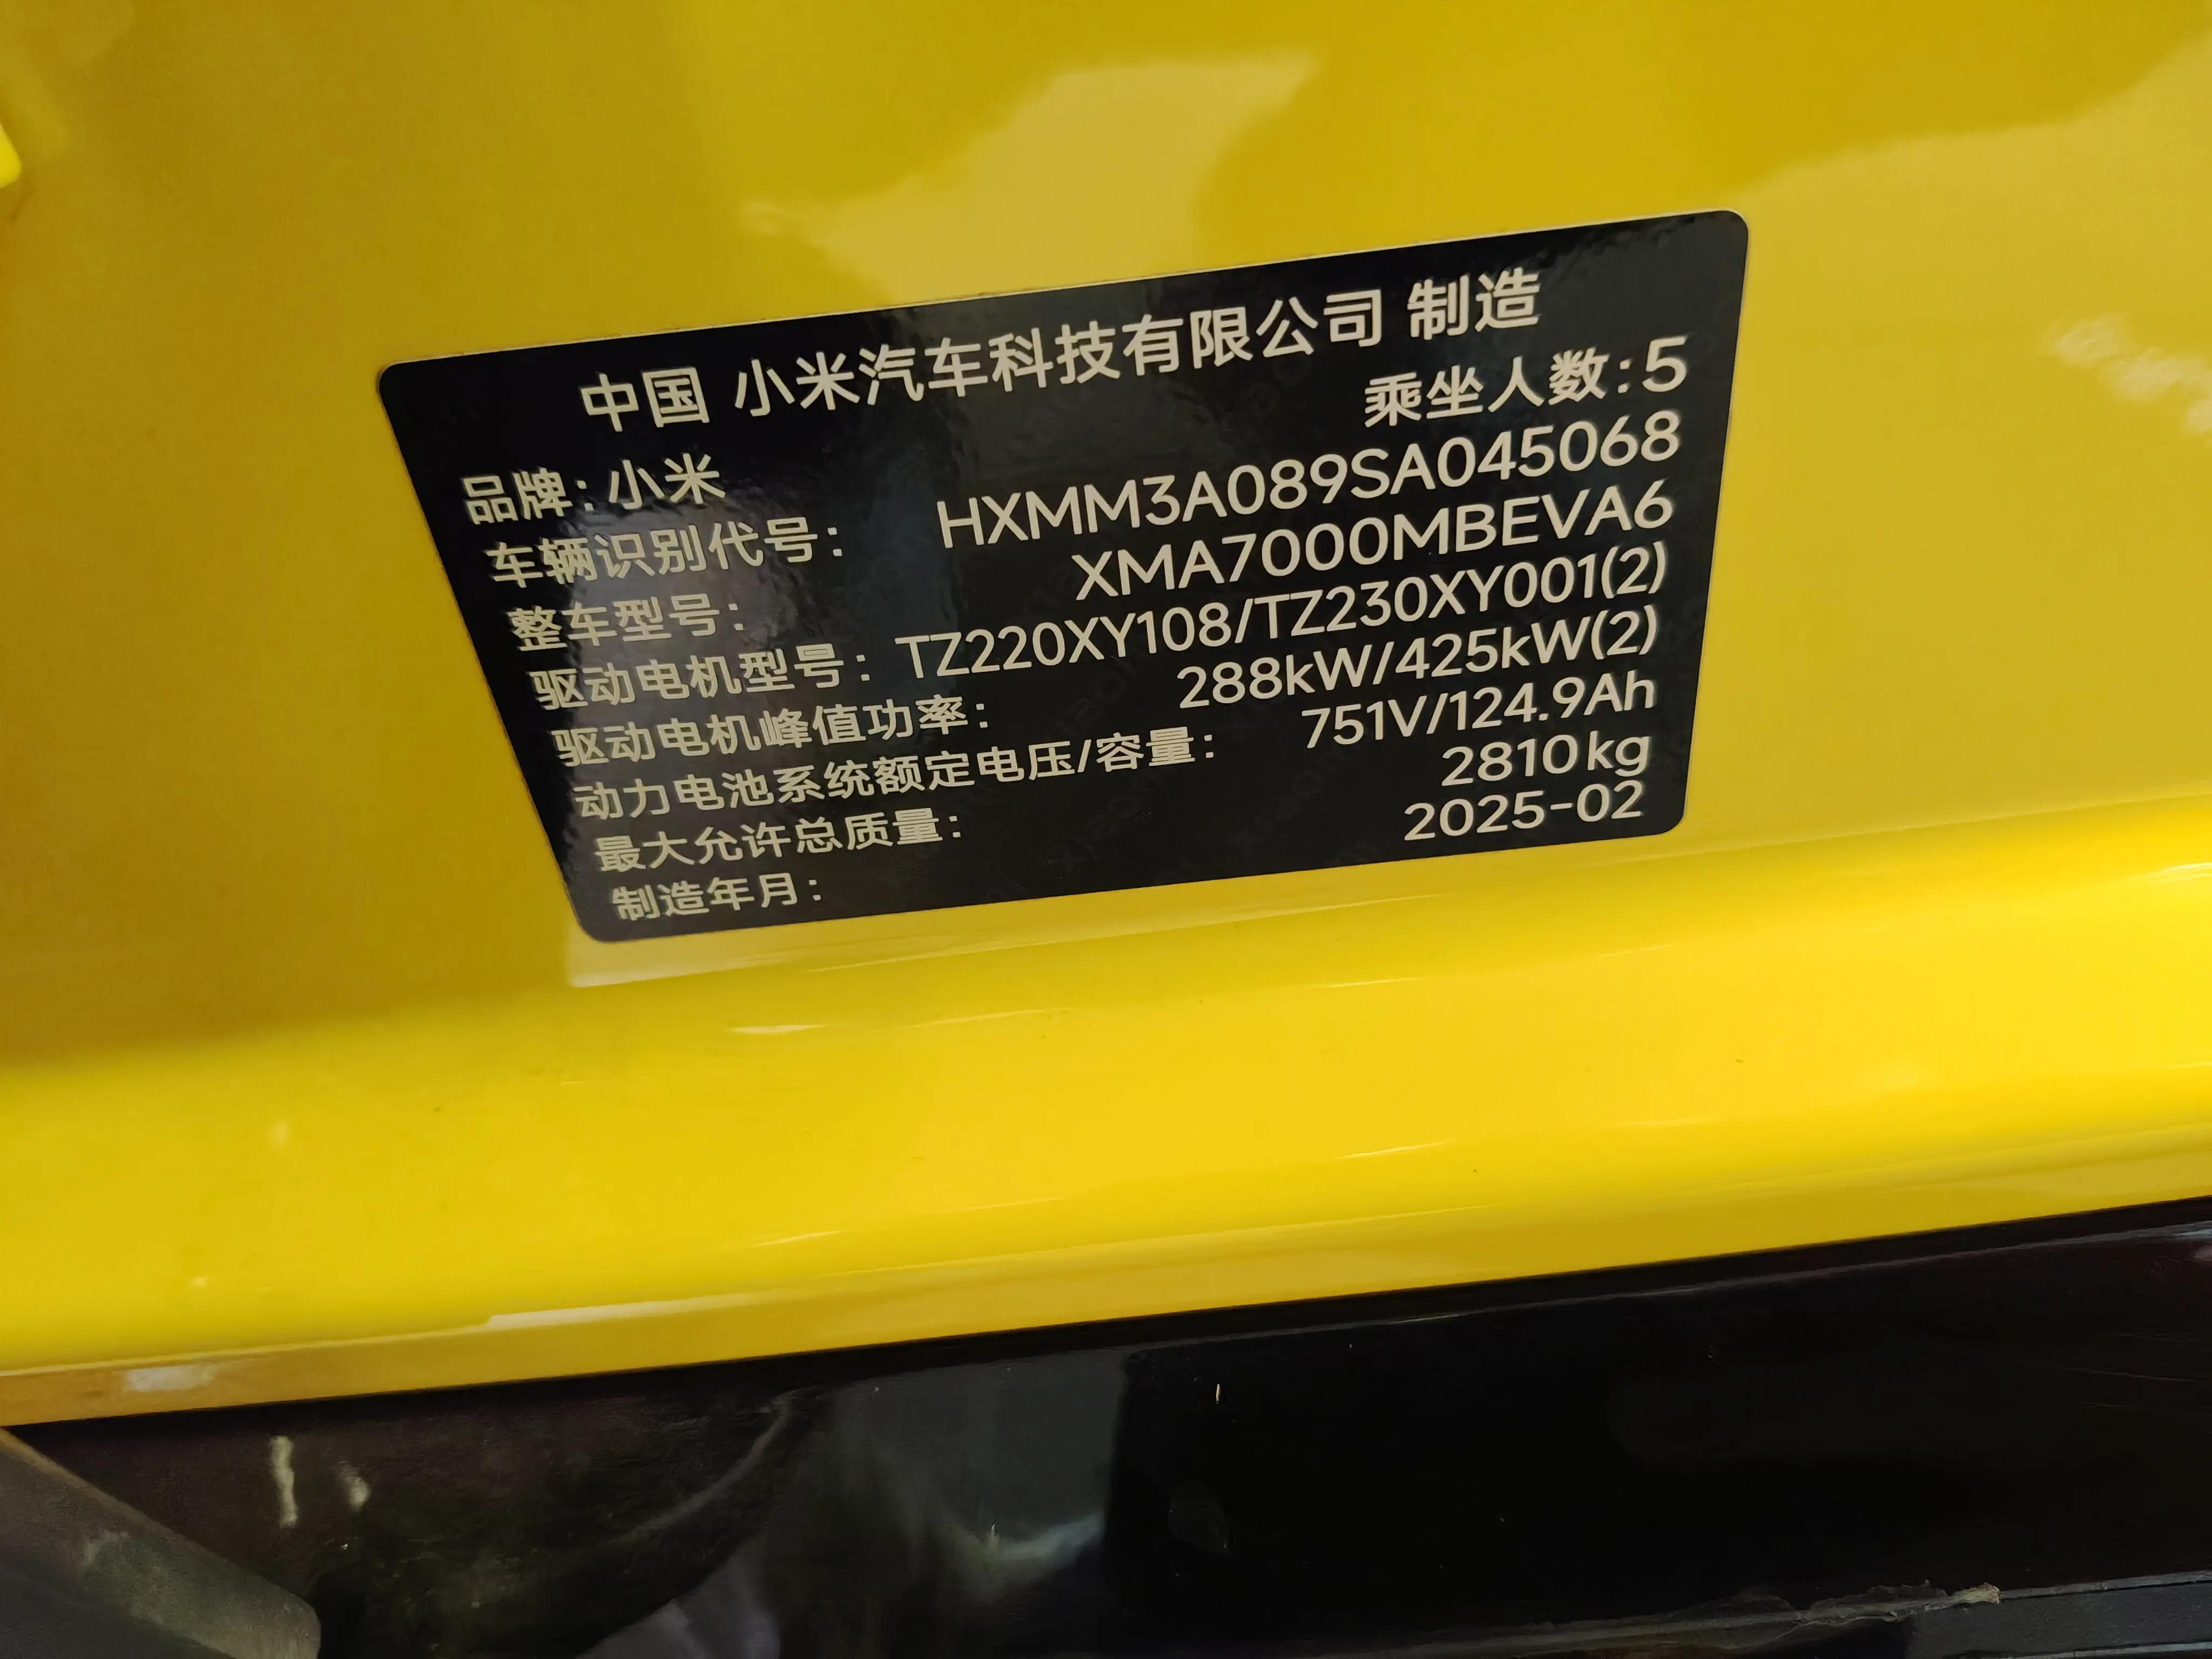 中国 小米汽车科技有限公司 制造
品牌：小米 乘坐人数：5
车辆识别代号： HXMM3A089SA045068
整车型号： XMA7000MBEVA6
驱动电机型号： TZ220XY108/TZ230XY001(2)
驱动电机峰值功率： 288kW/425kW(2)
动力电池系统额定电压/容量： 751V/124.9Ah
最大允许总质量： 2810kg
制造年月： 2025-02